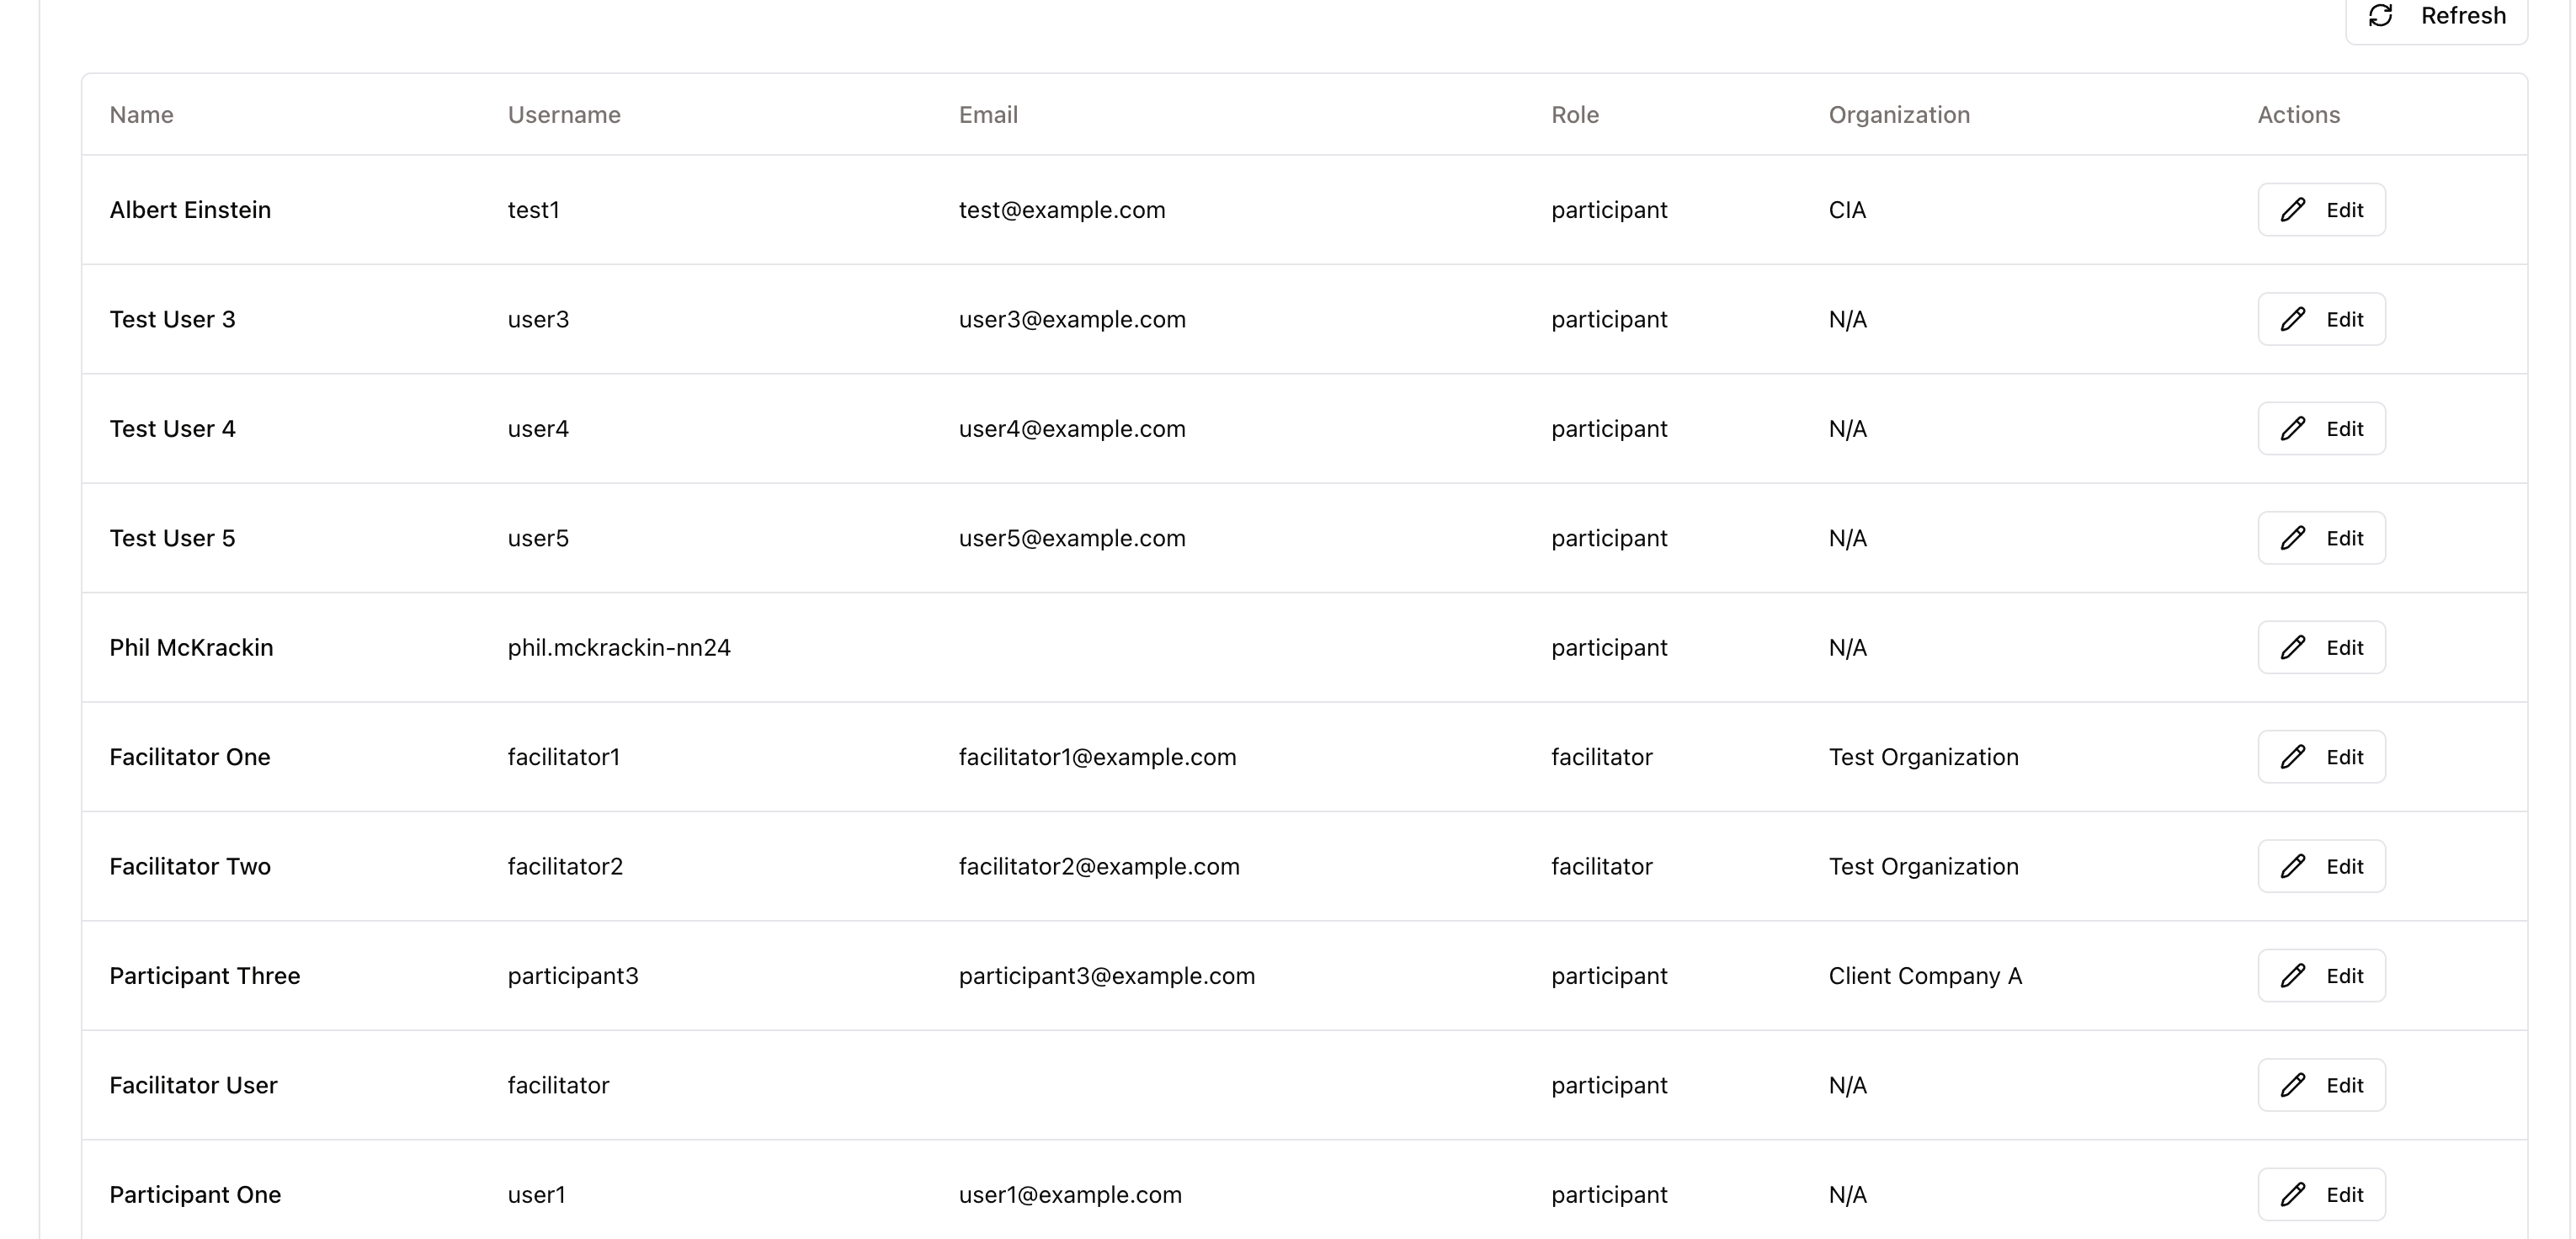 Refresh
Name Username Email Role Organization Actions
Albert Einstein test1 test@example.com participant CIA Edit
Test User 3 user3 user3@example.com participant N/A Edit
Test User 4 user4 user4@example.com participant N/A Edit
Test User 5 user5 user5@example.com participant N/A Edit
Phil McKrackin phil.mckrackin-nn24 participant N/A Edit
Facilitator One facilitator1 facilitator1@example.com facilitator Test Organization Edit
Facilitator Two facilitator2 facilitator2@example.com facilitator Test Organization Edit
Participant Three participant3 participant3@example.com participant Client Company A Edit
Facilitator User facilitator participant N/A Edit
Participant One user1 user1@example.com participant N/A Edit